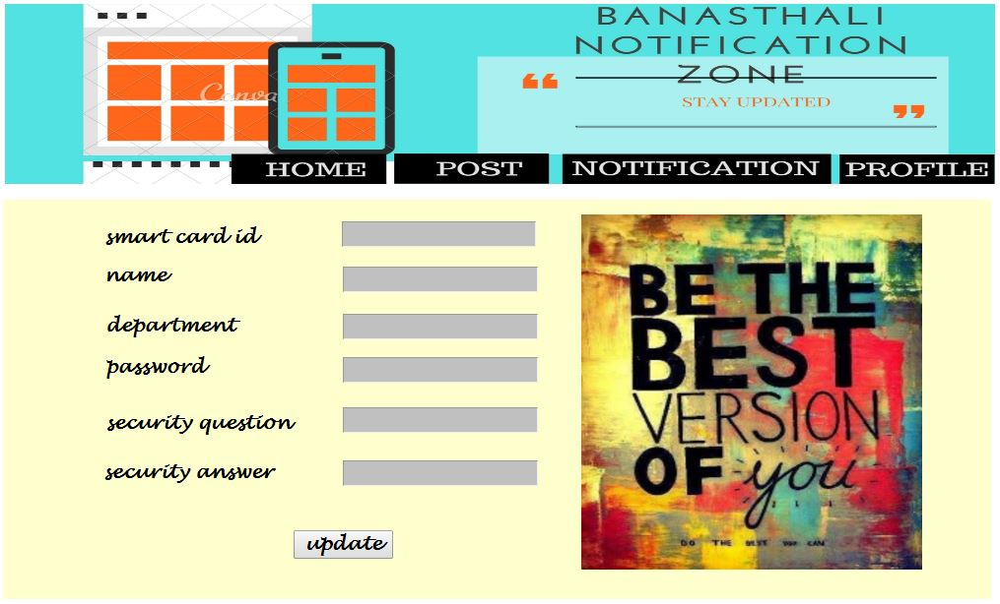 BANASTHALI
NOTIFICATION
ZONE
Canva
“
STAY UPDATED
”
HOME POST NOTIFICATION PROFILE
smart card id
name
department
password
security question
security answer
update
BE THE
BEST
VERSION
OF you
DO THE BEST YOU CAN